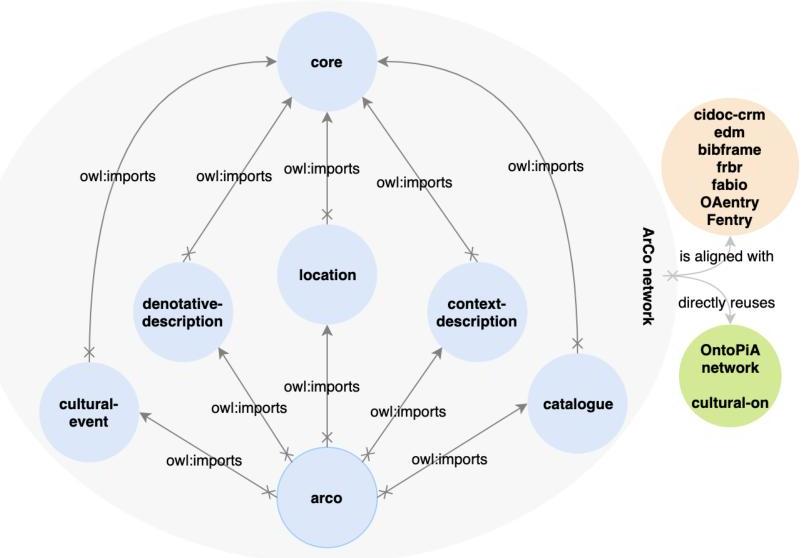 core
cidoc-crm
edm
bibframe
frbr
fabio
OAentry
Fentry
owl:imports
owl:imports
owl:imports
owl:imports
owl:imports
ArCo network
is aligned with
directly reuses
denotative-
description
location
context-
description
OntoPiA
network
cultural-on
cultural-
event
catalogue
owl:imports
owl:imports
owl:imports
owl:imports
owl:imports
arco